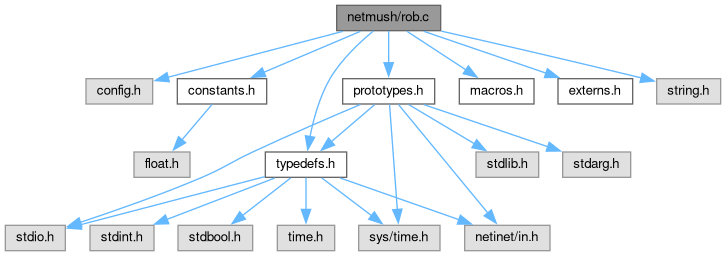 netmush/rob.c
config.h
constants.h
prototypes.h
macros.h
externs.h
string.h
float.h
typedefs.h
stdlib.h
stdarg.h
stdio.h
stdint.h
stdbool.h
time.h
sys/time.h
netinet/in.h